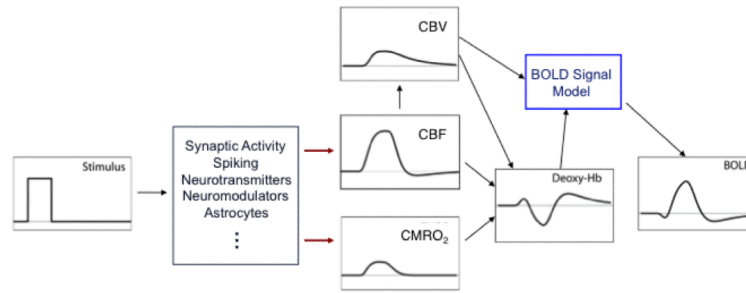 CBV
BOLD Signal
Model
Synaptic Activity
Spiking
Neurotransmitters
Neuromodulators
Astrocytes
⋮
Stimulus
CBF
Deoxy-Hb
CMRO₂